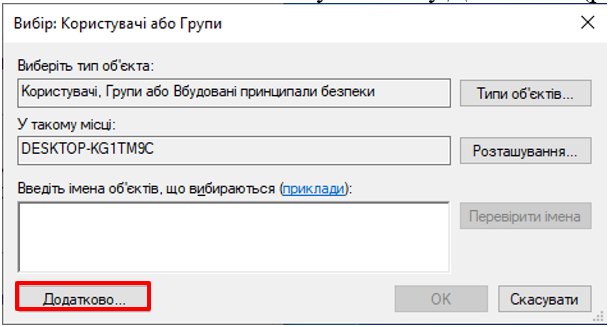 Вибір: Користувачі або Групи
Виберіть тип об'єкта:
Користувачі, Групи або Вбудовані принципали безпеки
Типи об'єктів...
У такому місці:
DESKTOP-KG1TM9C
Розташування...
Введіть імена об'єктів, що вибираються (приклади):
Перевірити імена
Додатково...
OK
Скасувати